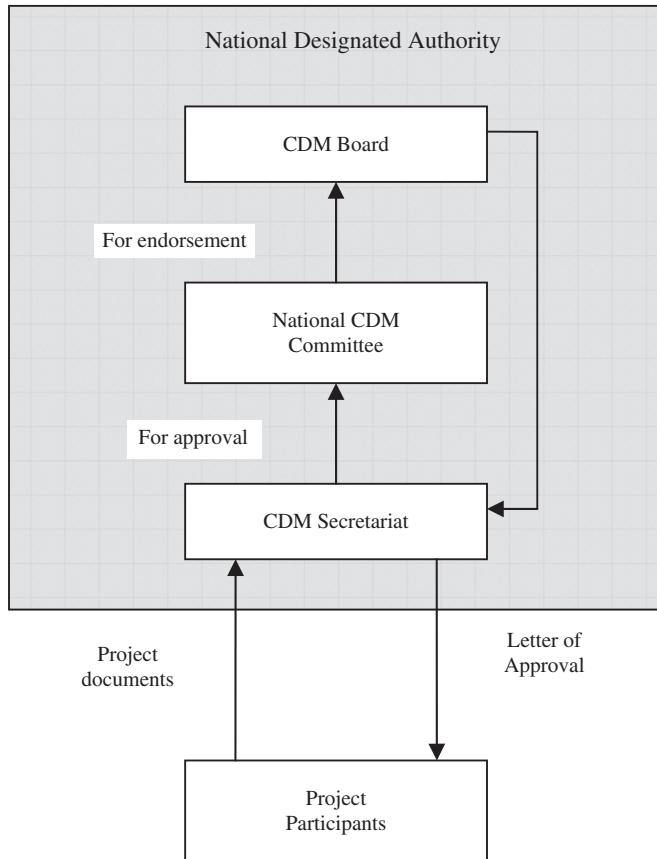 National Designated Authority
CDM Board
For endorsement
National CDM
Committee
For approval
CDM Secretariat
Project
documents
Letter of
Approval
Project
Participants